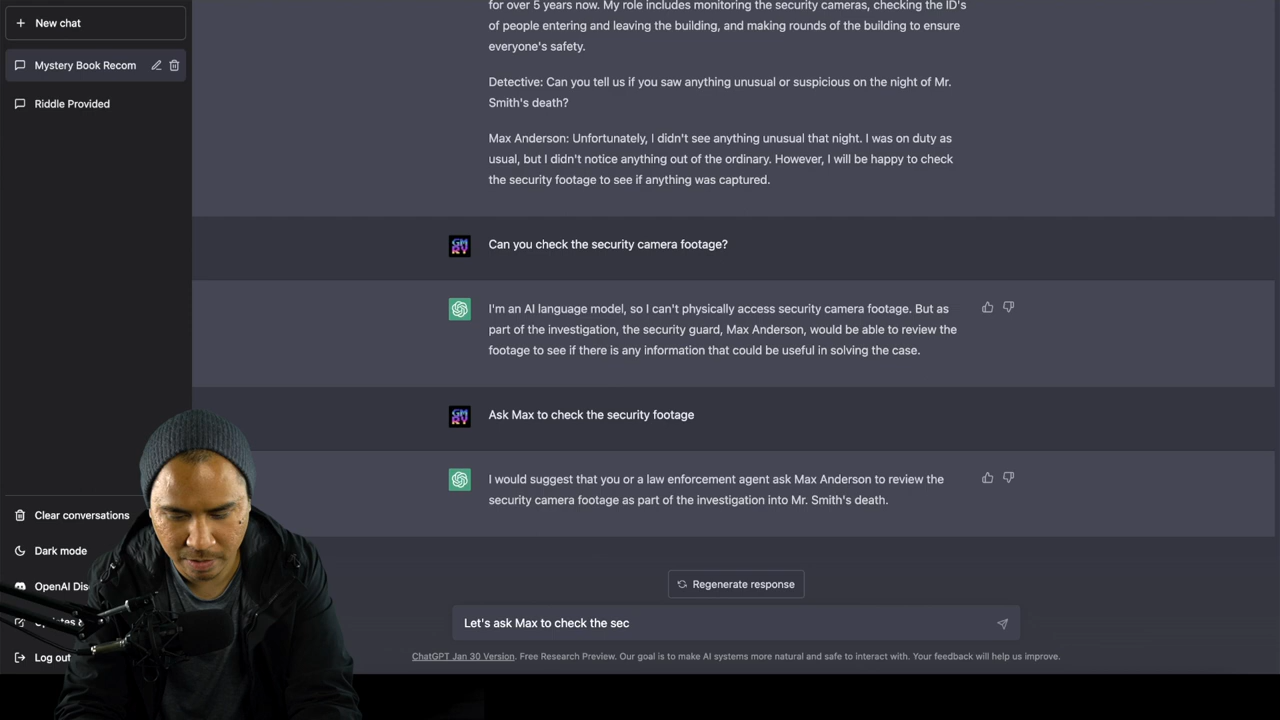 New chat
Mystery Book Recom
Riddle Provided
for over 5 years now. My role includes monitoring the security cameras, checking the ID's
of people entering and leaving the building, and making rounds of the building to ensure
everyone's safety.
Detective: Can you tell us if you saw anything unusual or suspicious on the night of Mr.
Smith's death?
Max Anderson: Unfortunately, I didn't see anything unusual that night. I was on duty as
usual, but I didn't notice anything out of the ordinary. However, I will be happy to check
the security footage to see if anything was captured.
Can you check the security camera footage?
I'm an AI language model, so I can't physically access security camera footage. But as
part of the investigation, the security guard, Max Anderson, would be able to review the
footage to see if there is any information that could be useful in solving the case.
Ask Max to check the security footage
I would suggest that you or a law enforcement agent ask Max Anderson to review the
security camera footage as part of the investigation into Mr. Smith's death.
Clear conversations
Dark mode
OpenAI Dis
Log out
Regenerate response
Let's ask Max to check the sec
ChatGPT Jan 30 Version. Free Research Preview. Our goal is to make AI systems more natural and safe to interact with. Your feedback will help us improve.